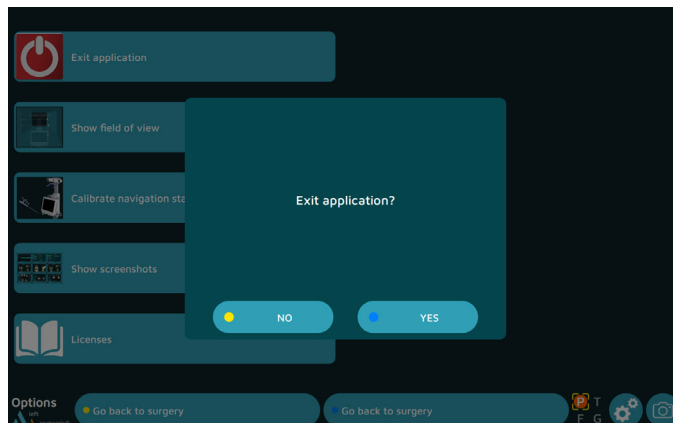 Exit application
Show field of view
Calibrate navigation sta
Exit application?
Show screenshots
NO
YES
Licenses
Options
left
Go back to surgery
Go back to surgery
P T
F G